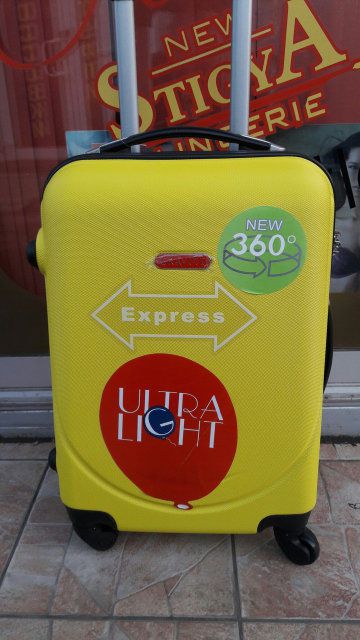 NEW
STIGYA
LINGERIE
NEW
360°
Express
ULTRA
LIGHT